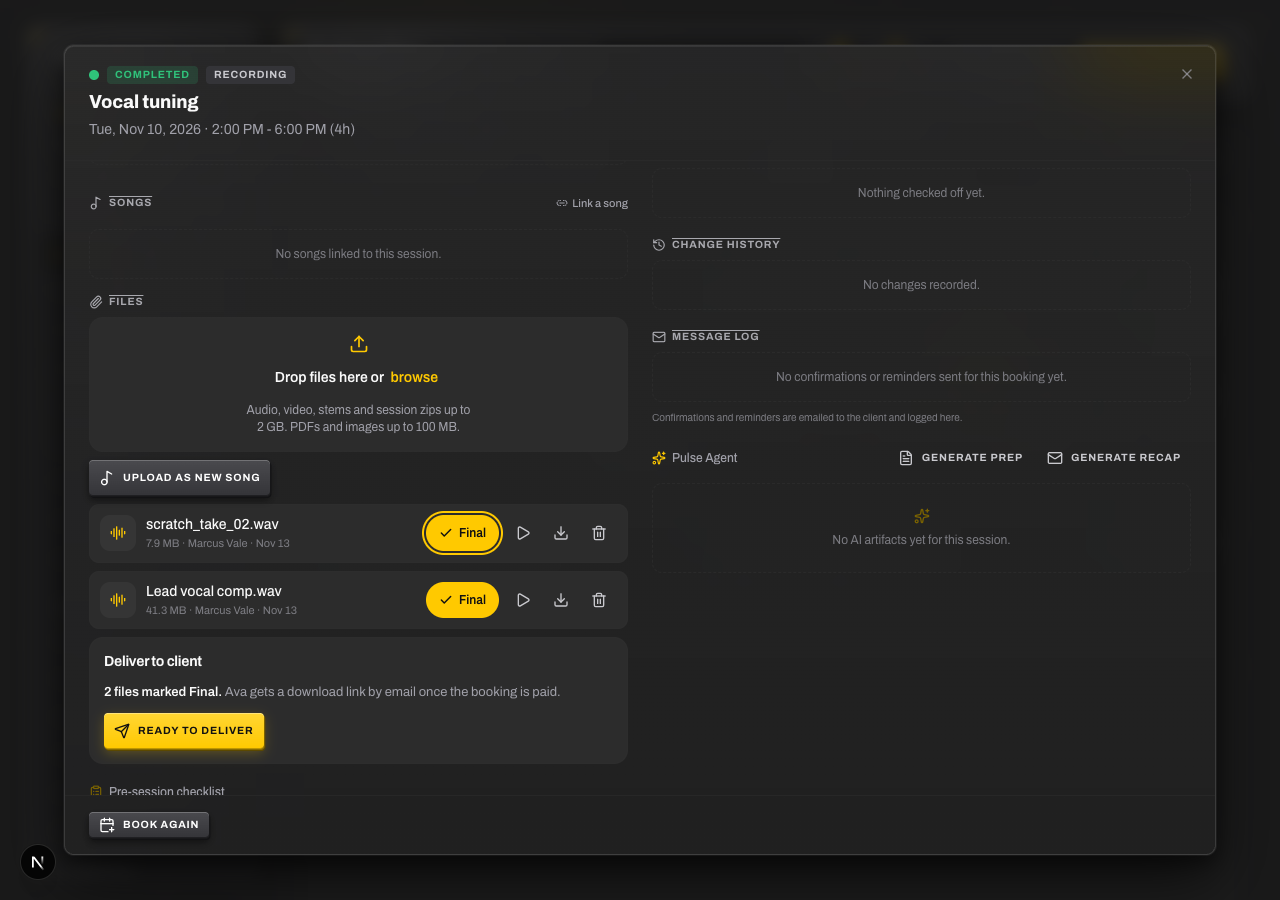 COMPLETED
RECORDING
Vocal tuning
Tue, Nov 10, 2026 · 2:00 PM - 6:00 PM (4h)
SONGS
Link a song
No songs linked to this session.
FILES
Drop files here or browse
Audio, video, stems and session zips up to
2 GB. PDFs and images up to 100 MB.
UPLOAD AS NEW SONG
scratch_take_02.wav
7.9 MB · Marcus Vale · Nov 13
Final
Lead vocal comp.wav
41.3 MB · Marcus Vale · Nov 13
Final
Deliver to client
2 files marked Final. Ava gets a download link by email once the booking is paid.
READY TO DELIVER
Pre-session checklist
Nothing checked off yet.
CHANGE HISTORY
No changes recorded.
MESSAGE LOG
No confirmations or reminders sent for this booking yet.
Confirmations and reminders are emailed to the client and logged here.
Pulse Agent
GENERATE PREP
GENERATE RECAP
No AI artifacts yet for this session.
BOOK AGAIN
N